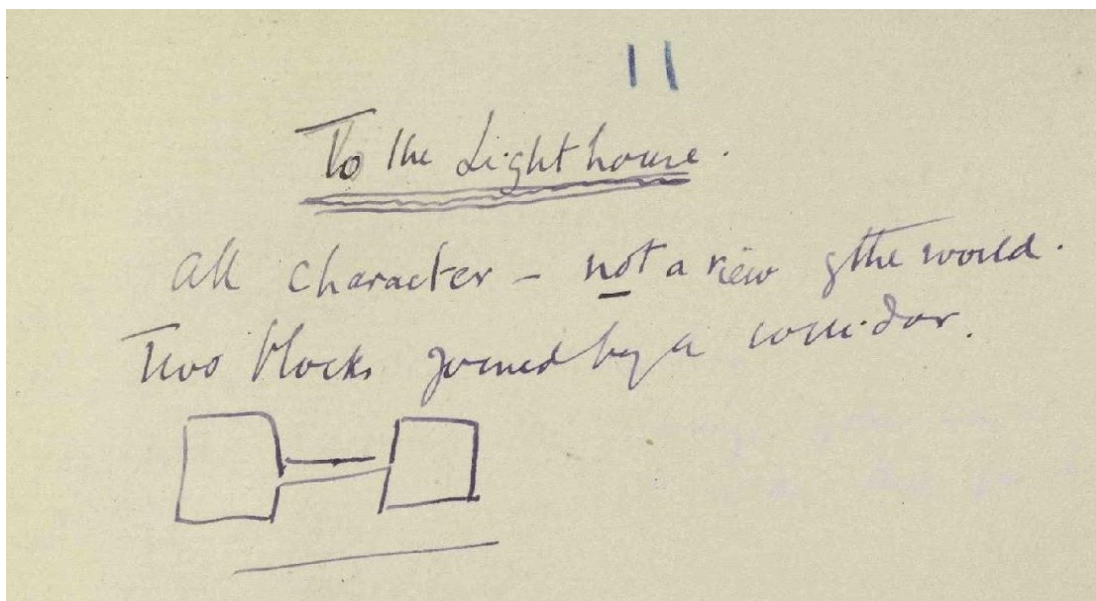 11
To the Lighthouse.
All character - not a view of the world.
Two blocks joined by a corridor.